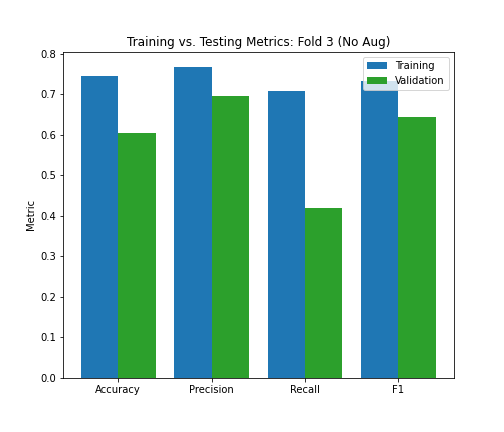 Training vs. Testing Metrics: Fold 3 (No Aug)
Training
Validation
Metric
0.8
0.7
0.6
0.5
0.4
0.3
0.2
0.1
0.0
Accuracy
Precision
Recall
F1